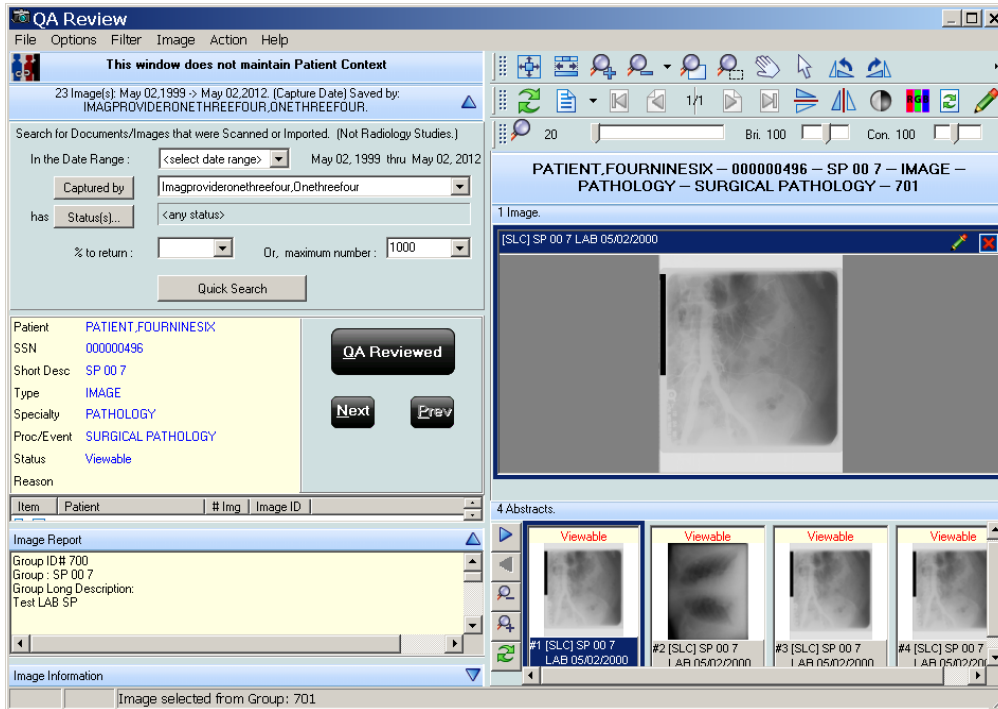 QA Review
File Options Filter Image Action Help
This window does not maintain Patient Context
23 Image(s): May 02,1999 -> May 02,2012. (Capture Date) Saved by:
IMAGPROVIDERONETHREEFOUR,ONETHREEFOUR.
Search for Documents/Images that were Scanned or Imported. (Not Radiology Studies.)
In the Date Range : <select date range> May 02, 1999 thru May 02, 2012
Captured by Imagprovideronethreefour,Onethreefour
has Status(s)... <any status>
% to return : Or, maximum number : 1000
Quick Search
Patient PATIENT,FOURNINESIX
SSN 000000496
Short Desc SP 00 7
Type IMAGE
Specialty PATHOLOGY
Proc/Event SURGICAL PATHOLOGY
Status Viewable
Reason
QA Reviewed
Next Prev
Item Patient # Img Image ID
Image Report
Group ID# 700
Group : SP 00 7
Group Long Description:
Test LAB SP
Image Information
Image selected from Group: 701
1/1
RGB
20 Bri. 100 Con. 100
PATIENT,FOURNINESIX – 000000496 – SP 00 7 – IMAGE –
PATHOLOGY – SURGICAL PATHOLOGY – 701
1 Image.
[SLC] SP 00 7 LAB 05/02/2000
4 Abstracts.
Viewable Viewable Viewable Viewable
#1 [SLC] SP 00 7 #2 [SLC] SP 00 7 #3 [SLC] SP 00 7 #4 [SLC] SP 00 7
LAB 05/02/2000 LAB 05/02/2000 LAB 05/02/2000 LAB 05/02/200